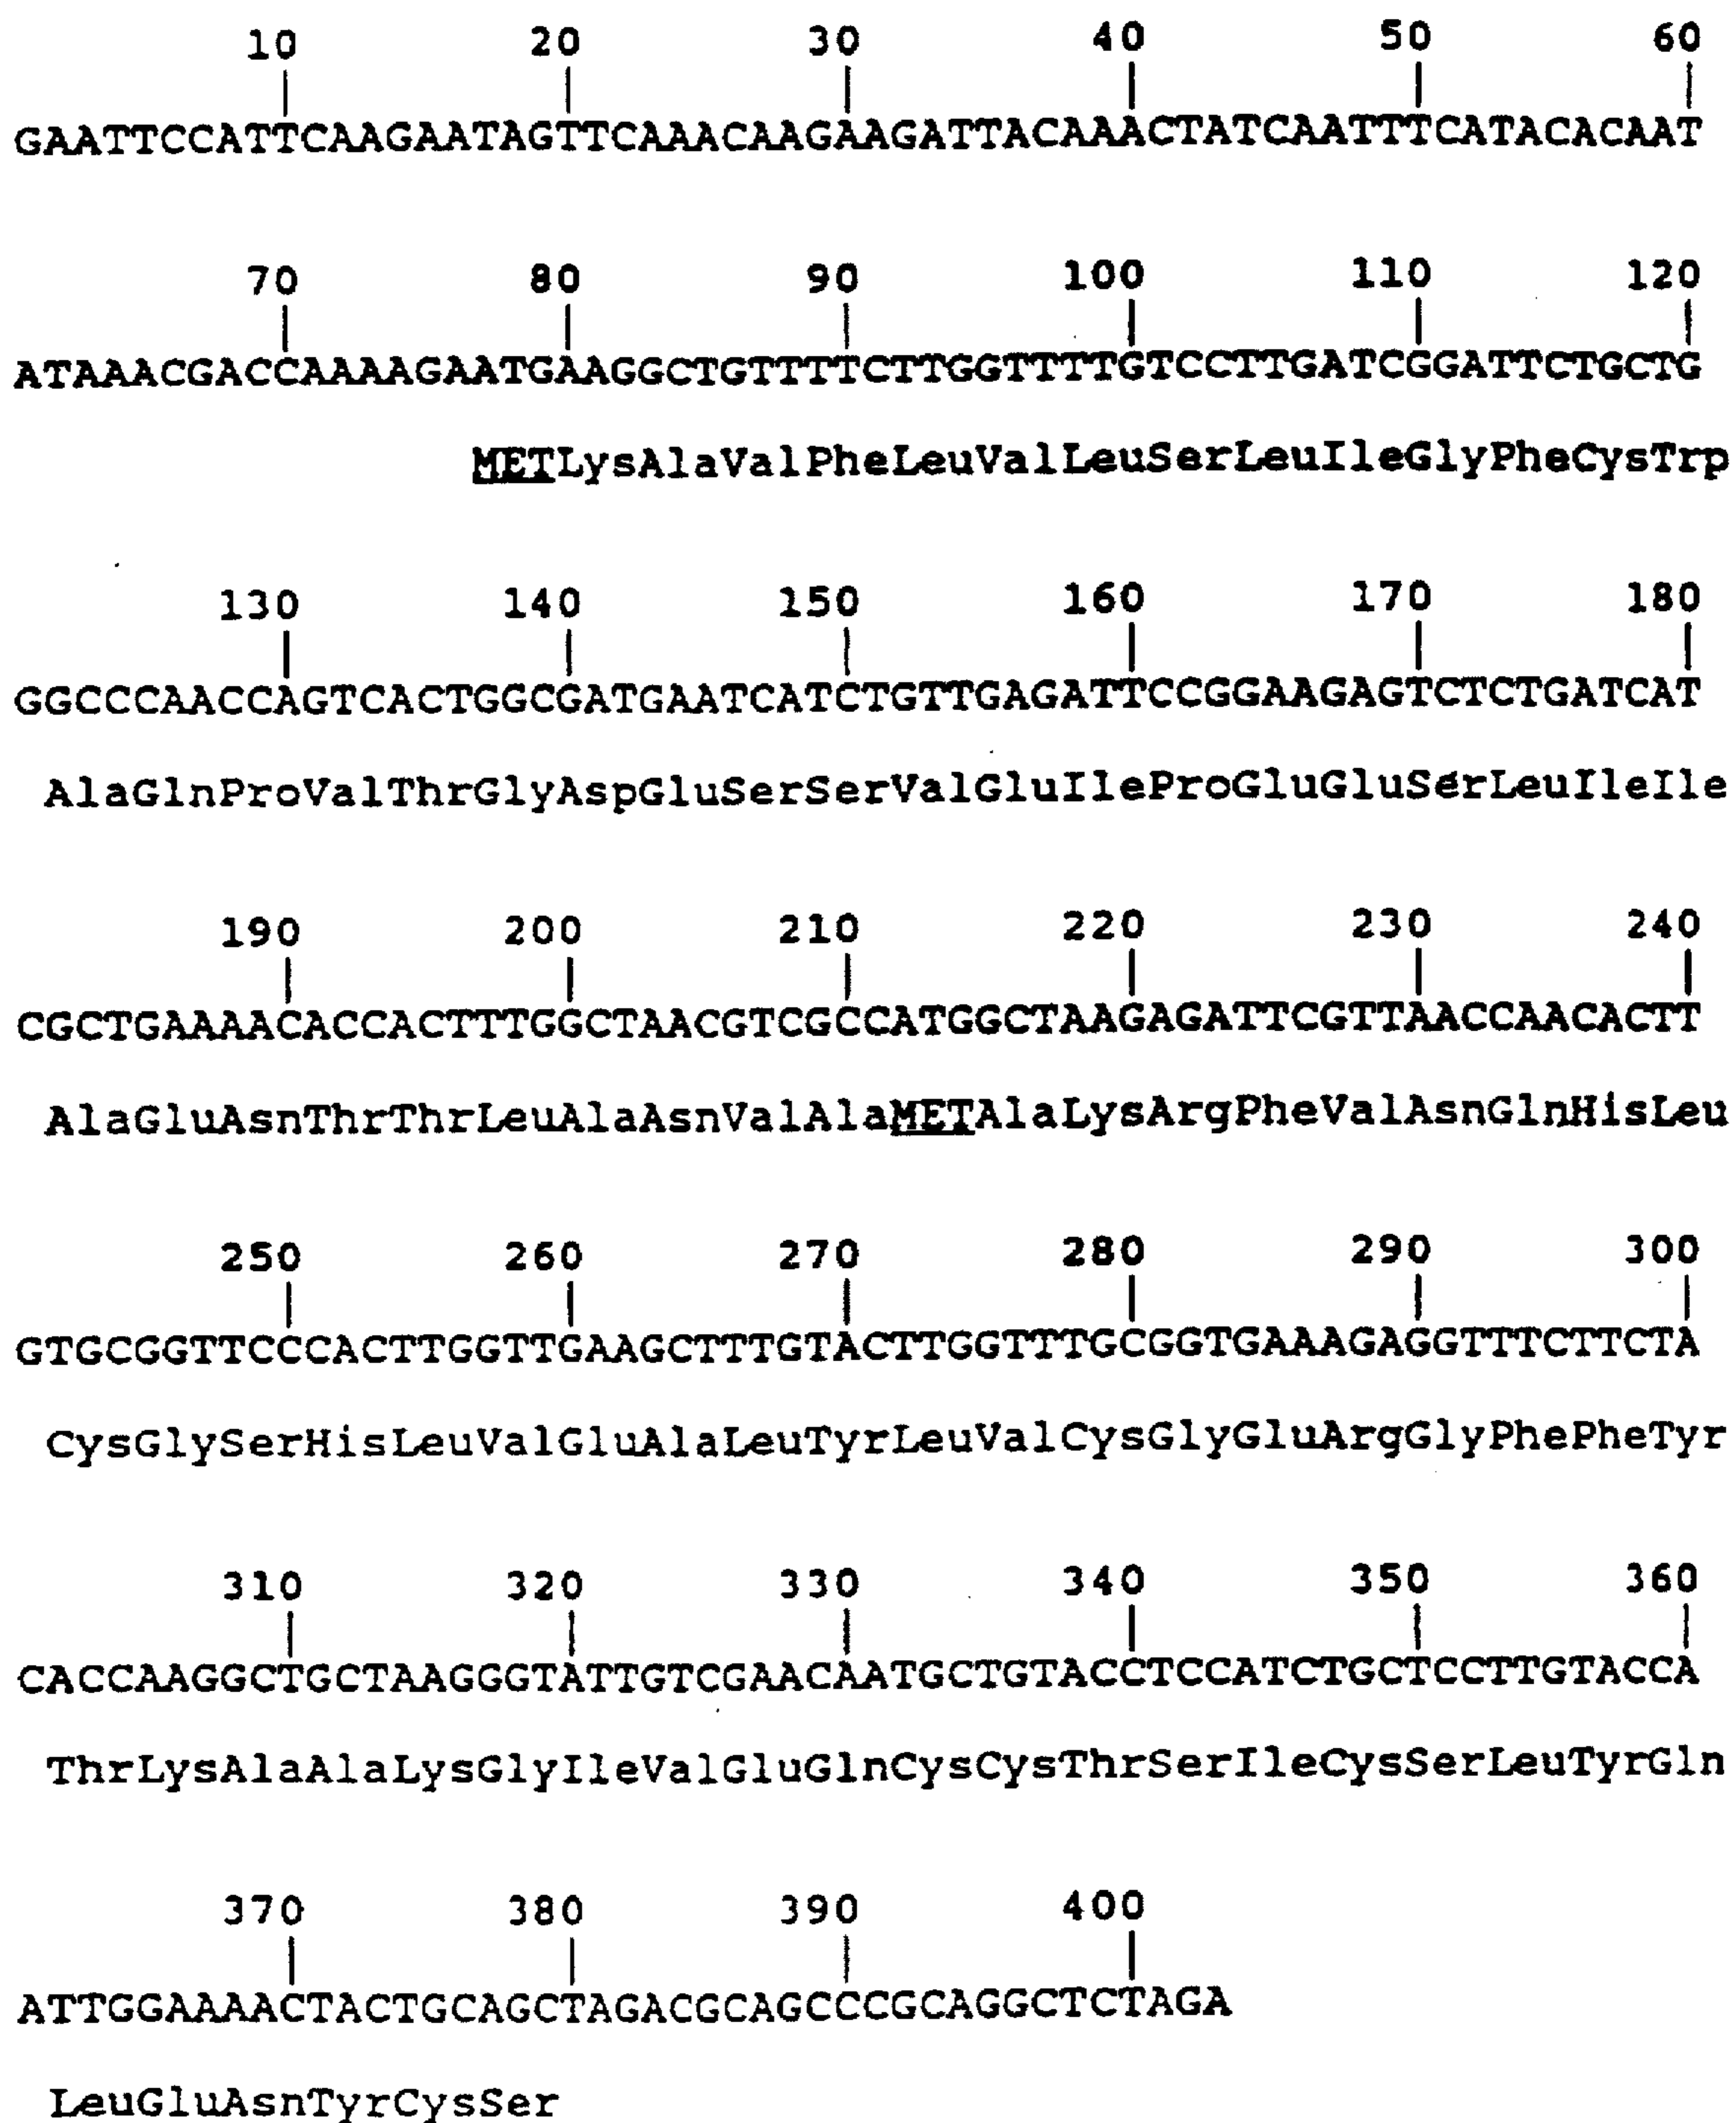 10 20 30 40 50 60
GAATTCCATTCAAGAATAGTTCAAACAAGAAGATTACAAACTATCAATTTCATACACAAT
70 80 90 100 110 120
ATAAACGACCAAAAGAATGAAGGCTGTTTTCTTGGTTTTGTCCTTGATCGGATTCTGCTG
METLysAlaValPheLeuValLeuSerLeuIleGlyPheCysTrp
130 140 150 160 170 180
GGCCCAACCAGTCACTGGCGATGAATCATCTGTTGAGATTCCGGAAGAGTCTCTGATCAT
AlaGlnProValThrGlyAspGluSerSerValGluIleProGluGluSerLeuIleIle
190 200 210 220 230 240
CGCTGAAAACACCACTTTGGCTAACGTCGCCATGGCTAAGAGATTCGTTAACCAACACTT
AlaGluAsnThrThrLeuAlaAsnValAlaMETAlaLysArgPheValAsnGlnHisLeu
250 260 270 280 290 300
GTGCGGTTCCCACTTGGTTGAAGCTTTGTACTTGGTTTGCGGTGAAAGAGGTTTCTTCTA
CysGlySerHisLeuValGluAlaLeuTyrLeuValCysGlyGluArgGlyPhePheTyr
310 320 330 340 350 360
CACCAAGGCTGCTAAGGGTATTGTCGAACAATGCTGTACCTCCATCTGCTCCTTGTACCA
ThrLysAlaAlaLysGlyIleValGluGlnCysCysThrSerIleCysSerLeuTyrGln
370 380 390 400
ATTGGAAAACTACTGCAGCTAGACGCAGCCCGCAGGCTCTAGA
LeuGluAsnTyrCysSer